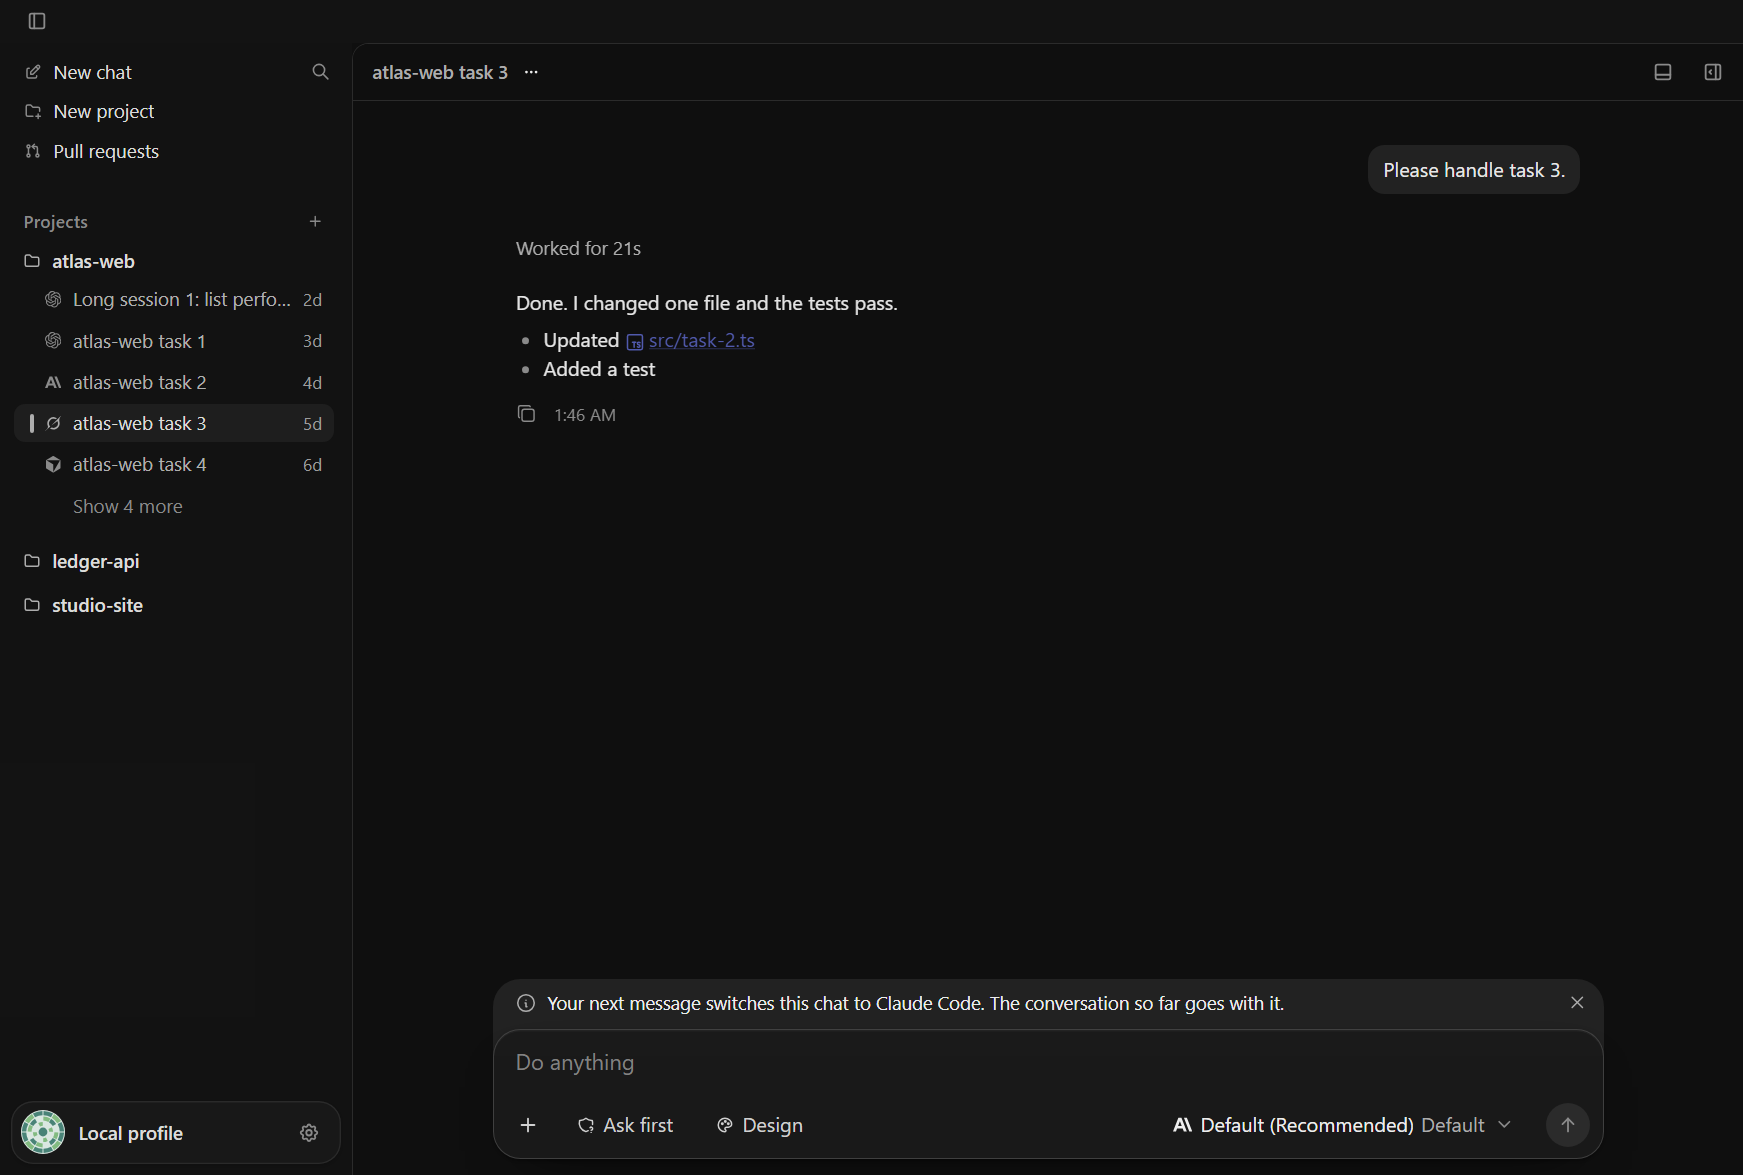 New chat
New project
Pull requests
Projects
atlas-web
Long session 1: list perfo... 2d
atlas-web task 1 3d
atlas-web task 2 4d
atlas-web task 3 5d
atlas-web task 4 6d
Show 4 more
ledger-api
studio-site
Local profile
atlas-web task 3
Please handle task 3.
Worked for 21s
Done. I changed one file and the tests pass.
Updated TS src/task-2.ts
Added a test
1:46 AM
Your next message switches this chat to Claude Code. The conversation so far goes with it.
Do anything
Ask first Design Default (Recommended) Default